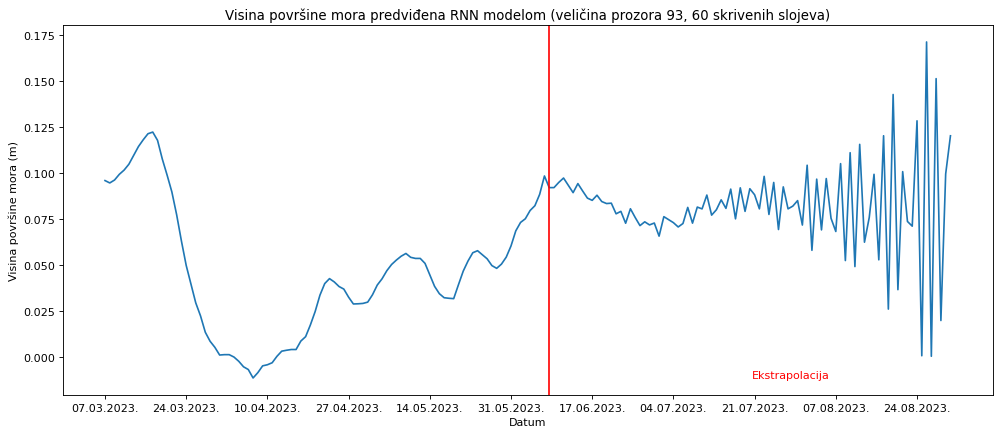 Visina površine mora predviđena RNN modelom (veličina prozora 93, 60 skrivenih slojeva)
Visina površine mora (m)
0.175
0.150
0.125
0.100
0.075
0.050
0.025
0.000
Ekstrapolacija
07.03.2023. 24.03.2023. 10.04.2023. 27.04.2023. 14.05.2023. 31.05.2023. 17.06.2023. 04.07.2023. 21.07.2023. 07.08.2023. 24.08.2023.
Datum